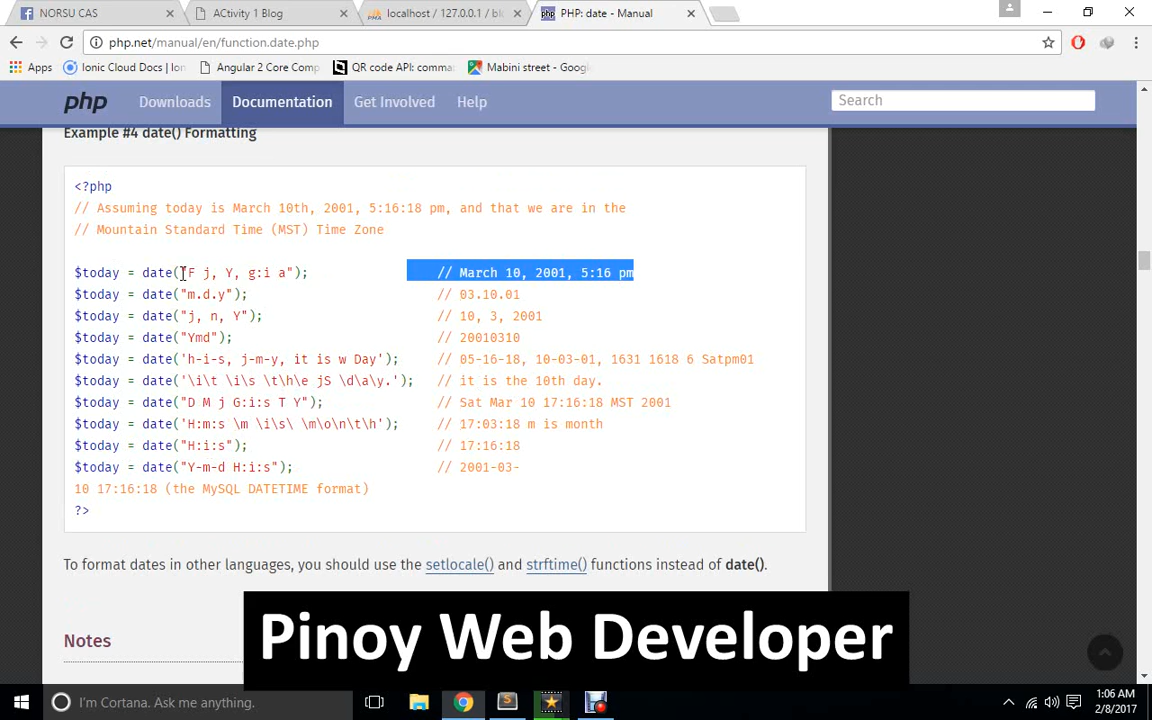 NORSU CAS
ACtivity 1 Blog
localhost / 127.0.0.1 / bl
PHP: date - Manual
php.net/manual/en/function.date.php
Apps
Ionic Cloud Docs | Ion
Angular 2 Core Comp
QR code API: comma
Mabini street - Goog
php
Downloads
Documentation
Get Involved
Help
Search
Example #4 date() Formatting
<?php
// Assuming today is March 10th, 2001, 5:16:18 pm, and that we are in the
// Mountain Standard Time (MST) Time Zone
$today = date("F j, Y, g:i a"); // March 10, 2001, 5:16 pm
$today = date("m.d.y"); // 03.10.01
$today = date("j, n, Y"); // 10, 3, 2001
$today = date("Ymd"); // 20010310
$today = date('h-i-s, j-m-y, it is w Day'); // 05-16-18, 10-03-01, 1631 1618 6 Satpm01
$today = date('\i\t \i\s \t\h\e jS \d\a\y.'); // it is the 10th day.
$today = date("D M j G:i:s T Y"); // Sat Mar 10 17:16:18 MST 2001
$today = date('H:m:s \m \i\s\ \m\o\n\t\h'); // 17:03:18 m is month
$today = date("H:i:s"); // 17:16:18
$today = date("Y-m-d H:i:s"); // 2001-03-
10 17:16:18 (the MySQL DATETIME format)
?>
To format dates in other languages, you should use the setlocale() and strftime() functions instead of date().
Notes
Pinoy Web Developer
I'm Cortana. Ask me anything.
1:06 AM
2/8/2017